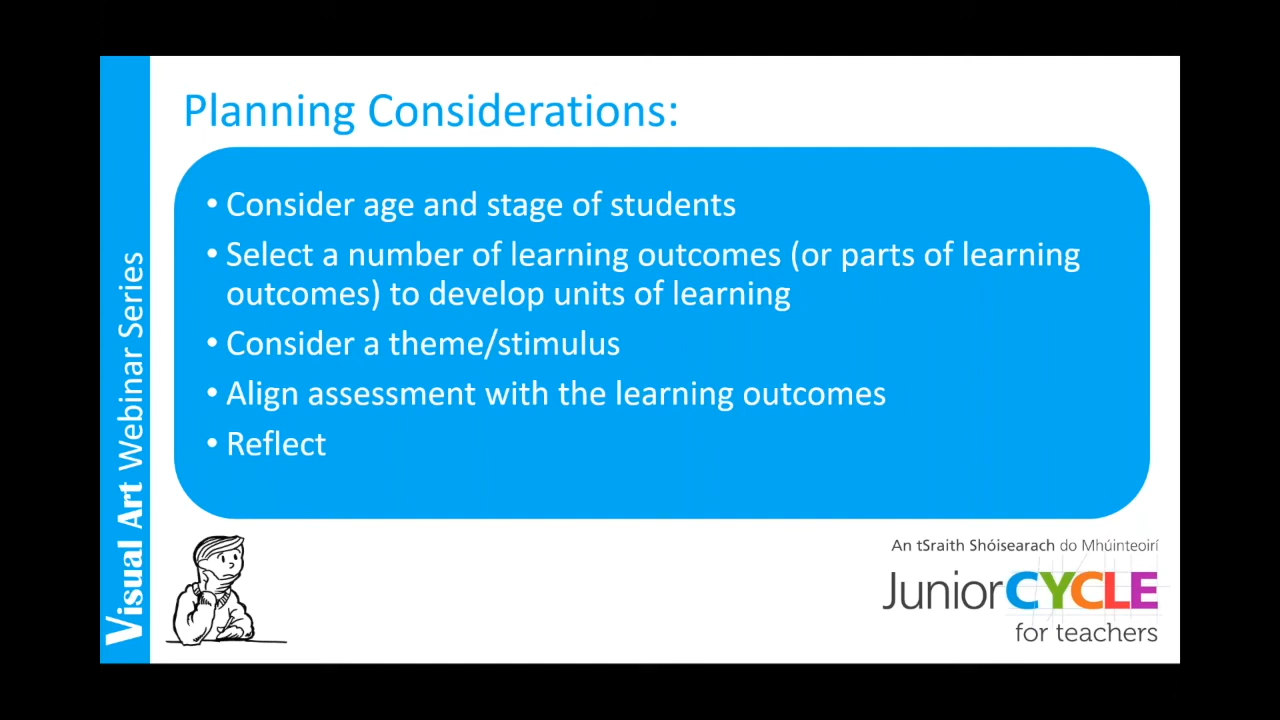 Planning Considerations:
• Consider age and stage of students
• Select a number of learning outcomes (or parts of learning
outcomes) to develop units of learning
• Consider a theme/stimulus
• Align assessment with the learning outcomes
• Reflect
Visual Art Webinar Series
An tSraith Shóisearach do Mhúinteoirí
JuniorCYCLE
for teachers